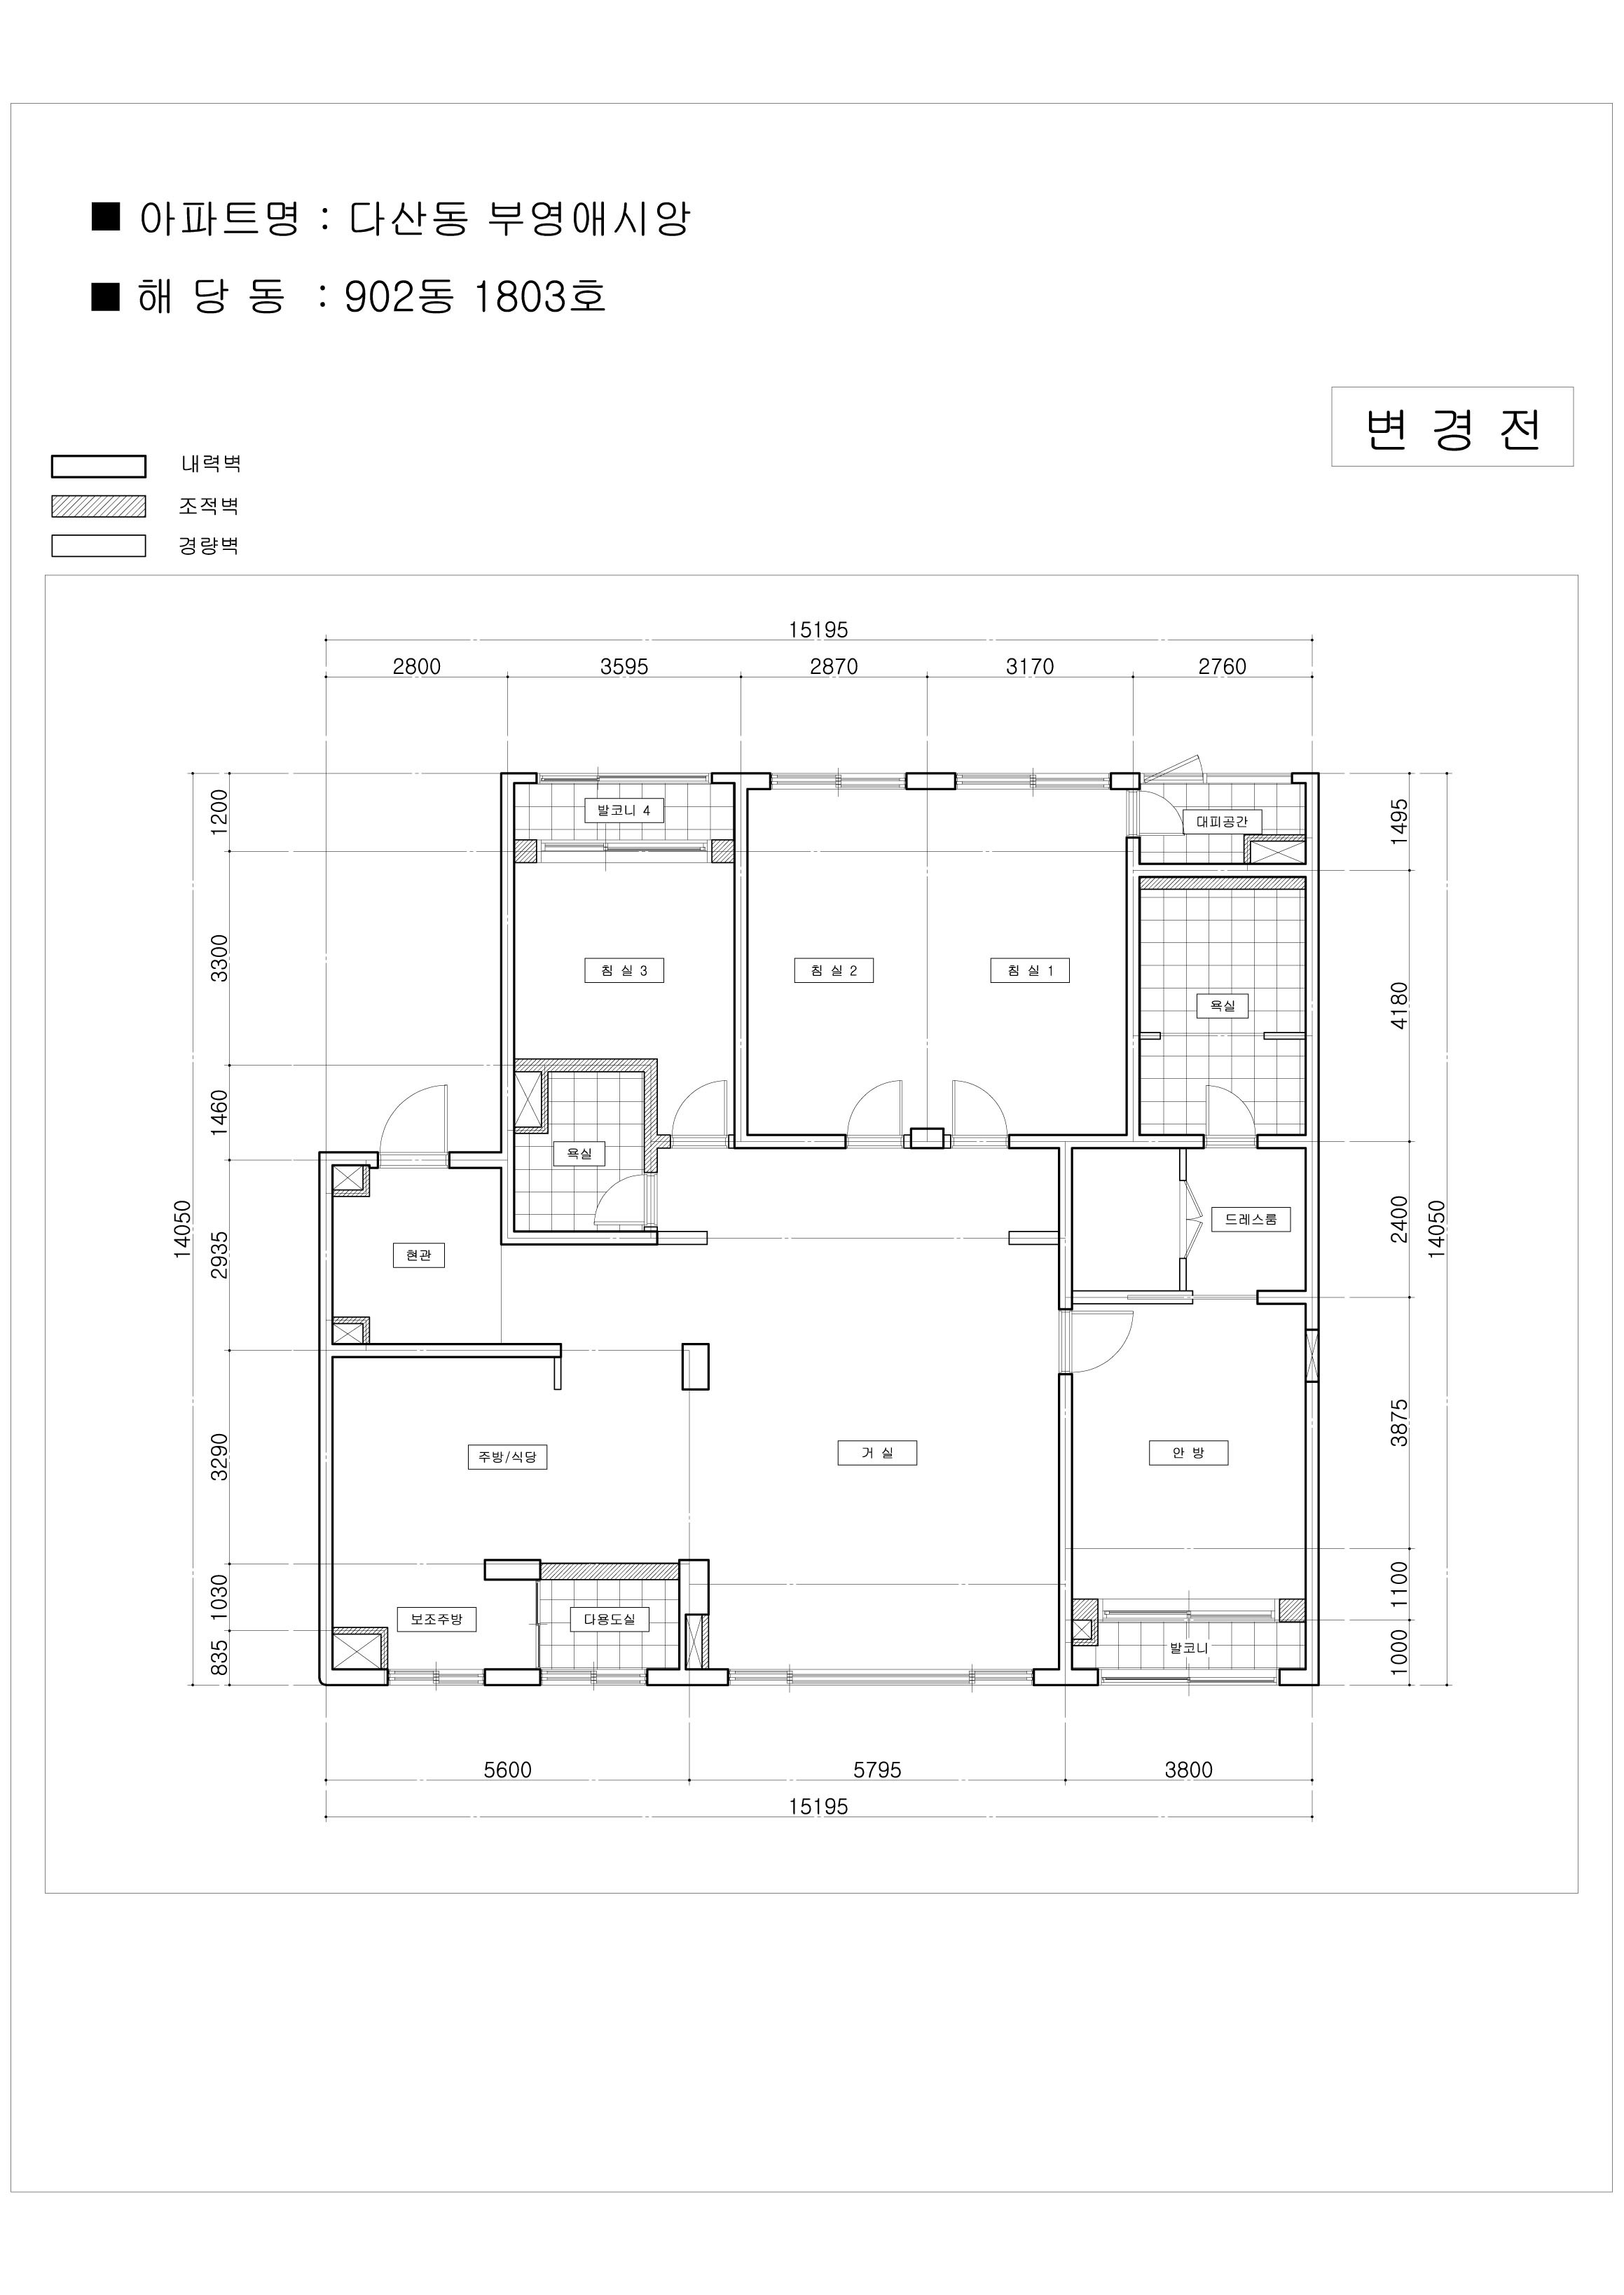 ■ 아파트명 : 다산동 부영애시앙
■ 해 당 동 : 902동 1803호
변 경 전
내력벽
조적벽
경량벽
15195
2800 3595 2870 3170 2760
1200
3300
1460
2935
3290
1030
835
14050
발코니 4
대피공간
침 실 3
침 실 2
침 실 1
욕실
욕실
현관
드레스룸
주방/식당
거 실
안 방
보조주방
다용도실
발코니
1495
4180
2400
3875
1100
1000
14050
5600 5795 3800
15195